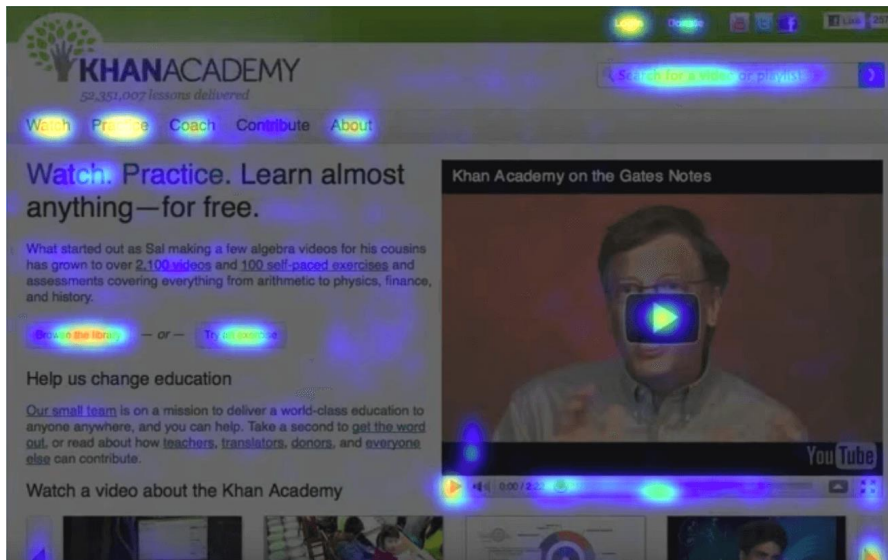 Login Donate Link 257
KHANACADEMY
52,351,007 lessons delivered
Search for a video or playlist
Watch Practice Coach Contribute About
Watch. Practice. Learn almost
anything—for free.
Khan Academy on the Gates Notes
What started out as Sal making a few algebra videos for his cousins
has grown to over 2,100 videos and 100 self-paced exercises and
assessments covering everything from arithmetic to physics, finance,
and history.
Browse the library — or — Try an exercise
Help us change education
Our small team is on a mission to deliver a world-class education to
anyone anywhere, and you can help. Take a second to get the word
out, or read about how teachers, translators, donors, and everyone
else can contribute.
YouTube
0:00 /
Watch a video about the Khan Academy